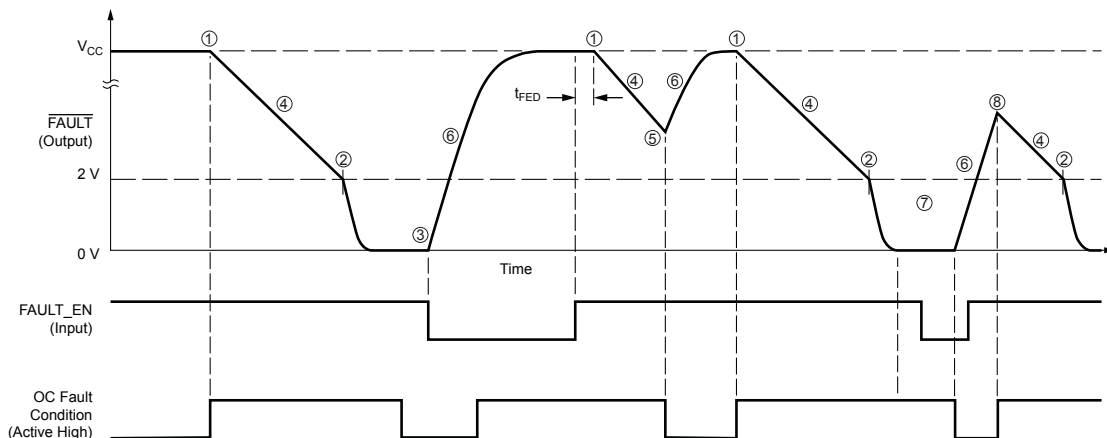 ① ① ⑥ ①
V_CC
④ ④ ④ ⑧
t_FED
FAULT
(Output)
⑥ ⑤ ⑥ ④
② ② ②
2 V
⑦
③
0 V
Time
FAULT_EN
(Input)
OC Fault
Condition
(Active High)